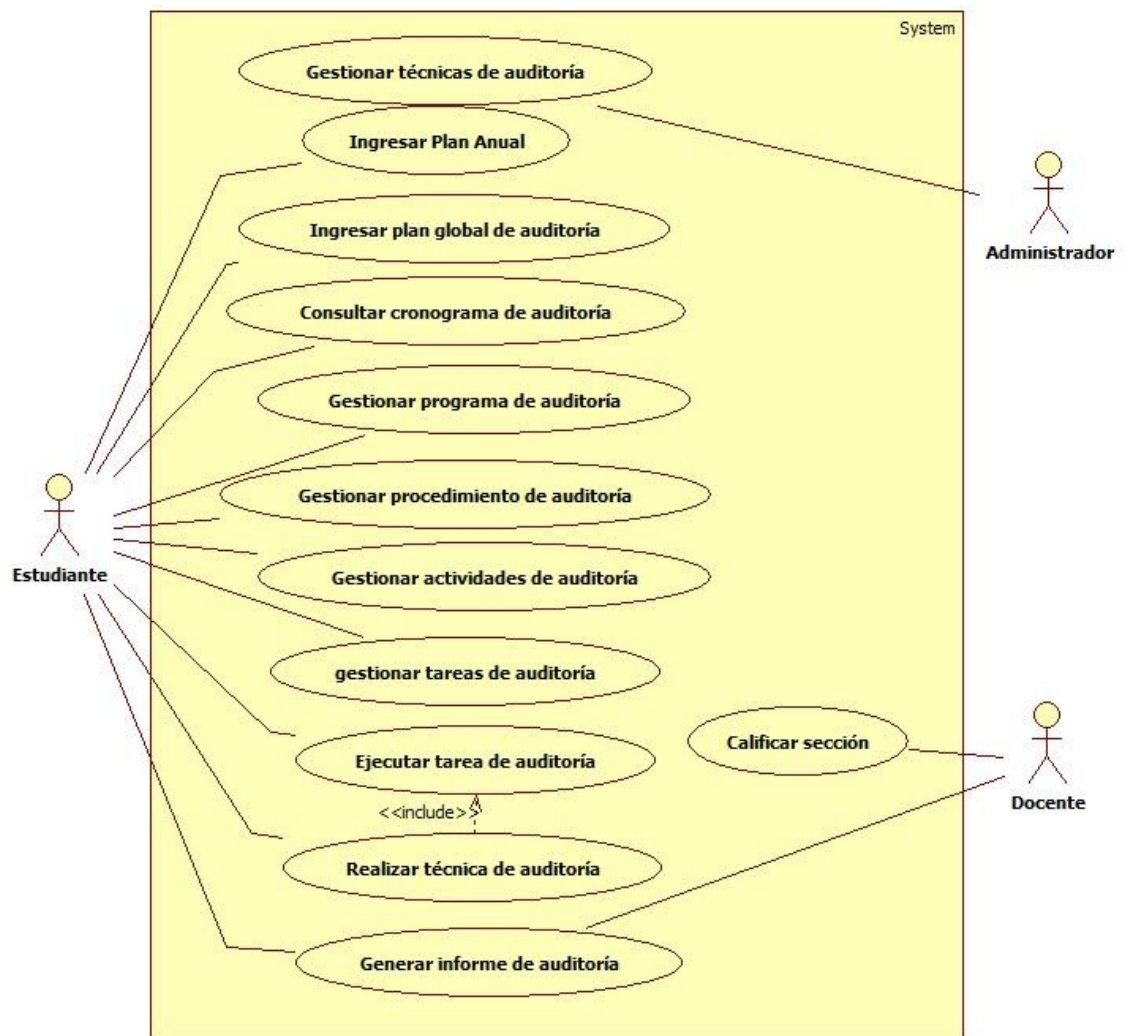 System
Gestionar técnicas de auditoría
Ingresar Plan Anual
Administrador
Ingresar plan global de auditoría
Consultar cronograma de auditoría
Gestionar programa de auditoría
Gestionar procedimiento de auditoría
Estudiante
Gestionar actividades de auditoría
gestionar tareas de auditoría
Calificar sección
Ejecutar tarea de auditoría
Docente
<<include>>
Realizar técnica de auditoría
Generar informe de auditoría